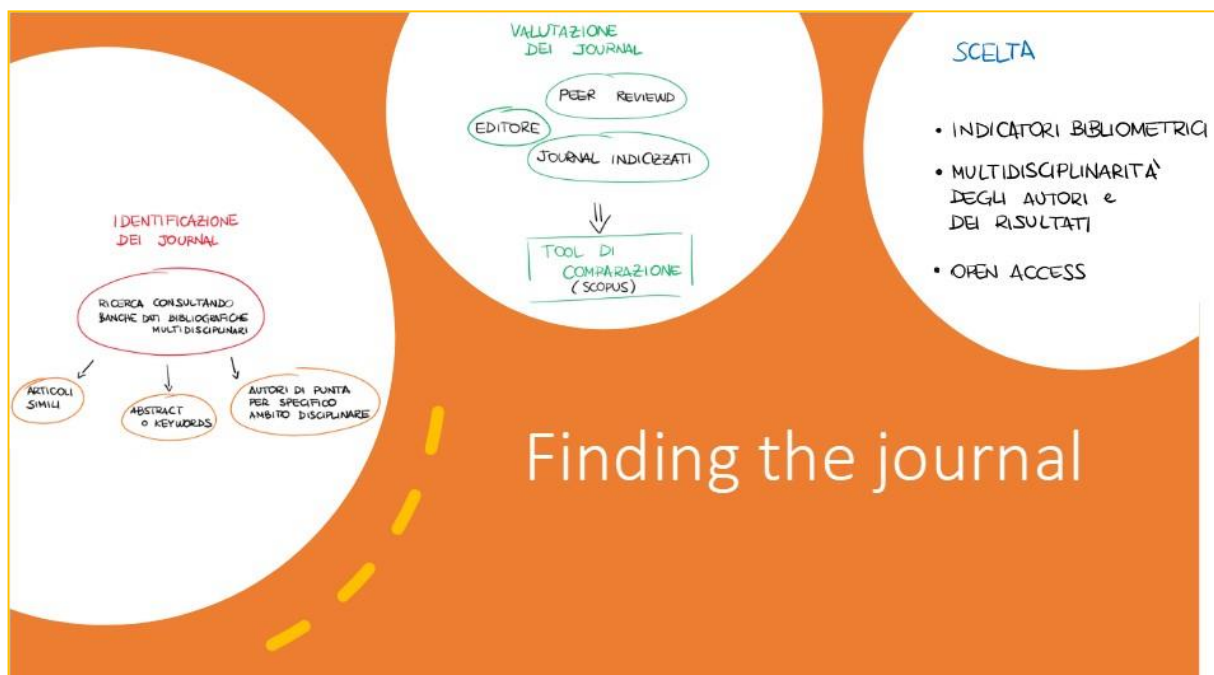 IDENTIFICAZIONE
DEI JOURNAL
RICERCA CONSULTANDO
BANCHE DATI BIBLIOGRAFICHE
MULTIDISCIPLINARI
ARTICOLI
SIMILI
ABSTRACT
O KEYWORDS
AUTORI DI PUNTA
PER SPECIFICO
AMBITO DISCIPLINARE
VALUTAZIONE
DEI JOURNAL
PEER REVIEWD
EDITORE
JOURNAL INDICIZZATI
TOOL DI
COMPARAZIONE
(SCOPUS)
SCELTA
• INDICATORI BIBLIOMETRICI
• MULTIDISCIPLINARITÀ
DEGLI AUTORI e
DEI RISULTATI
• OPEN ACCESS
Finding the journal